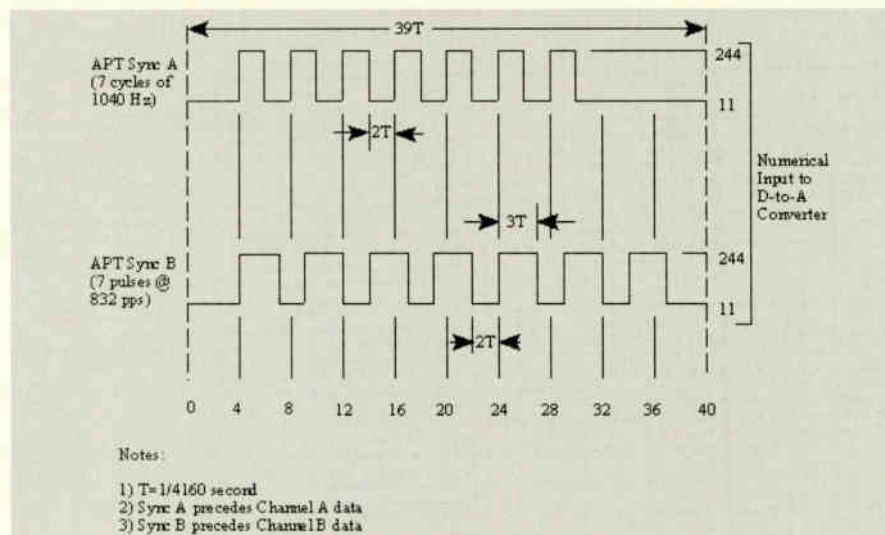 39T
APT Sync A
(7 cycles of
1040 Hz)
244
11
2T
Numerical
Input to
D-to-A
Converter
3T
APT Sync B
(7 pulses @
832 pps)
244
11
2T
0 4 8 12 16 20 24 28 32 36 40
Notes:
1) T=1/4160 second
2) Sync A precedes Channel A data
3) Sync B precedes Channel B data